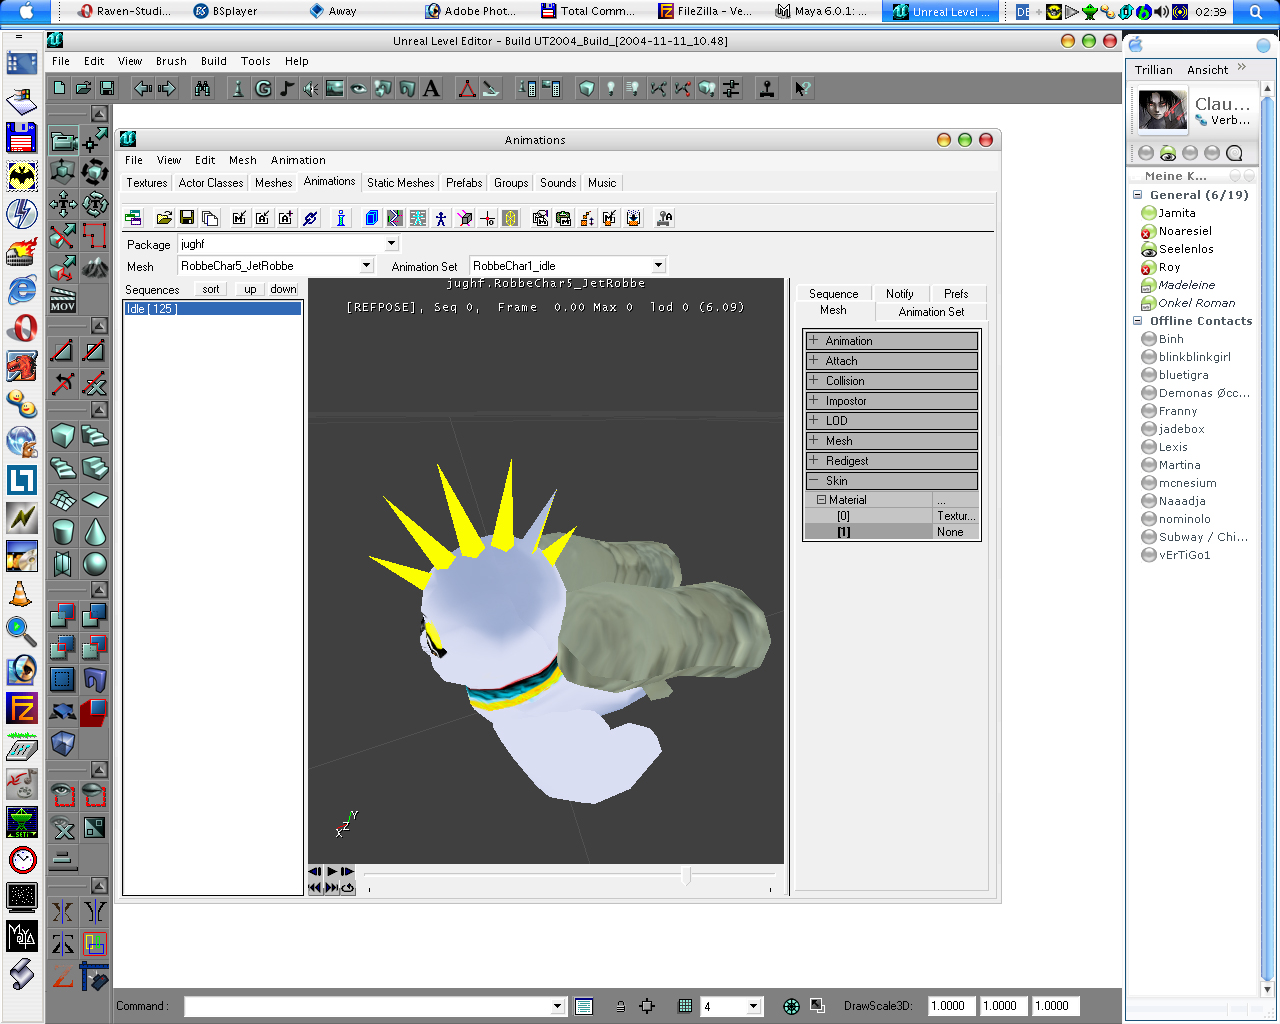 Raven-Studi...
BSplayer
Away
Adobe Phot...
Total Comm...
FileZilla - Ve...
Maya 6.0.1: ...
Unreal Level ...
DE
02:39
Unreal Level Editor - Build UT2004_Build_[2004-11-11_10.48]
File Edit View Brush Build Tools Help
Animations
File View Edit Mesh Animation
Textures Actor Classes Meshes Animations Static Meshes Prefabs Groups Sounds Music
Package jughf
Mesh RobbeChar5_JetRobbe Animation Set RobbeChar1_idle
Sequences sort up down
Idle [ 125 ]
jughf.RobbeChar5_JetRobbe
[REFPOSE], Seq 0, Frame 0.00 Max 0 lod 0 (6.09)
X Z Y
Sequence Notify Prefs
Mesh Animation Set
Animation
Attach
Collision
Impostor
LOD
Mesh
Redigest
Skin
Material ...
[0] Textur...
[1] None
MOV
SETI
MAYA
Command :
4
DrawScale3D: 1.0000 1.0000 1.0000
Trillian Ansicht
Clau...
Verb...
Meine K...
General (6/19)
Jamita
Noaresiel
Seelenlos
Roy
Madeleine
Onkel Roman
Offline Contacts
Binh
blinkblinkgirl
bluetigra
Demonas Øcc...
Franny
jadebox
Lexis
Martina
mcnesium
Naaadja
nominolo
Subway / Chi...
vErTiGo1